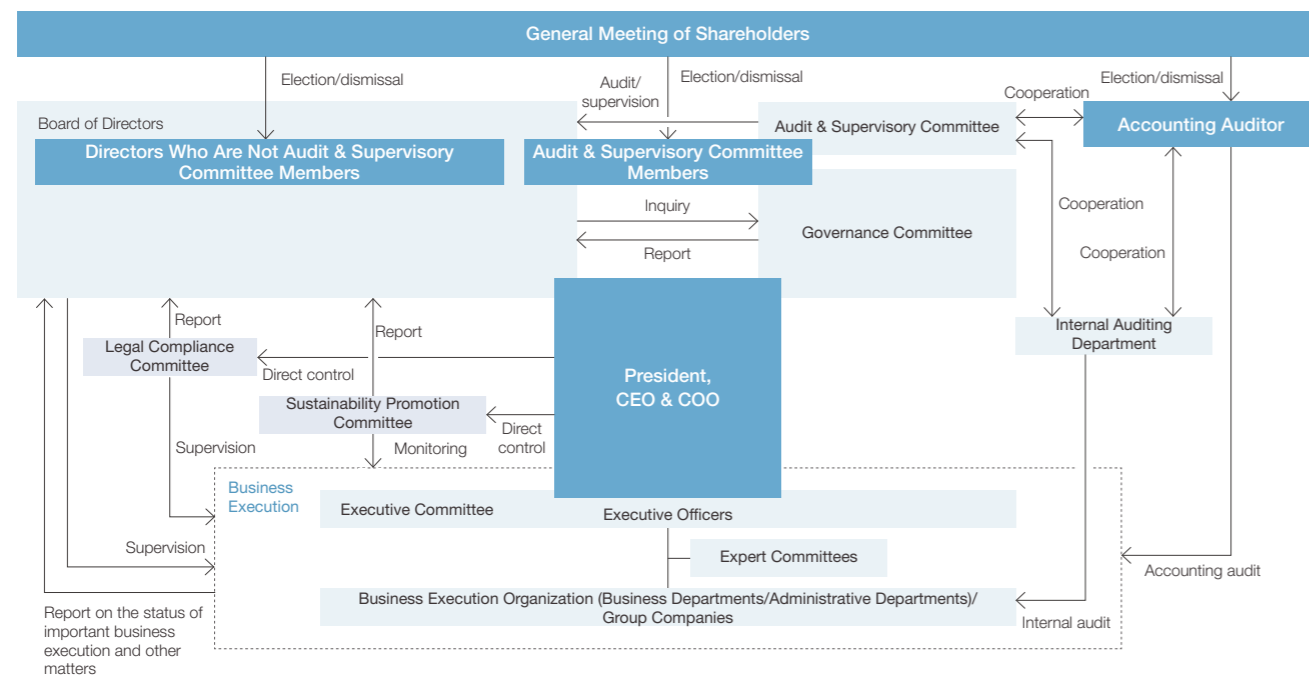 General Meeting of Shareholders
Election/dismissal
Audit/
supervision
Election/dismissal
Election/dismissal
Cooperation
Board of Directors
Audit & Supervisory Committee
Accounting Auditor
Directors Who Are Not Audit & Supervisory
Committee Members
Audit & Supervisory Committee
Members
Inquiry
Governance Committee
Report
Cooperation
Cooperation
Report
Legal Compliance
Committee
Direct control
Report
Sustainability Promotion
Committee
Direct
control
President,
CEO & COO
Internal Auditing
Department
Supervision
Monitoring
Business
Execution
Executive Committee
Executive Officers
Supervision
Expert Committees
Accounting audit
Business Execution Organization (Business Departments/Administrative Departments)/
Group Companies
Internal audit
Report on the status of
important business
execution and other
matters